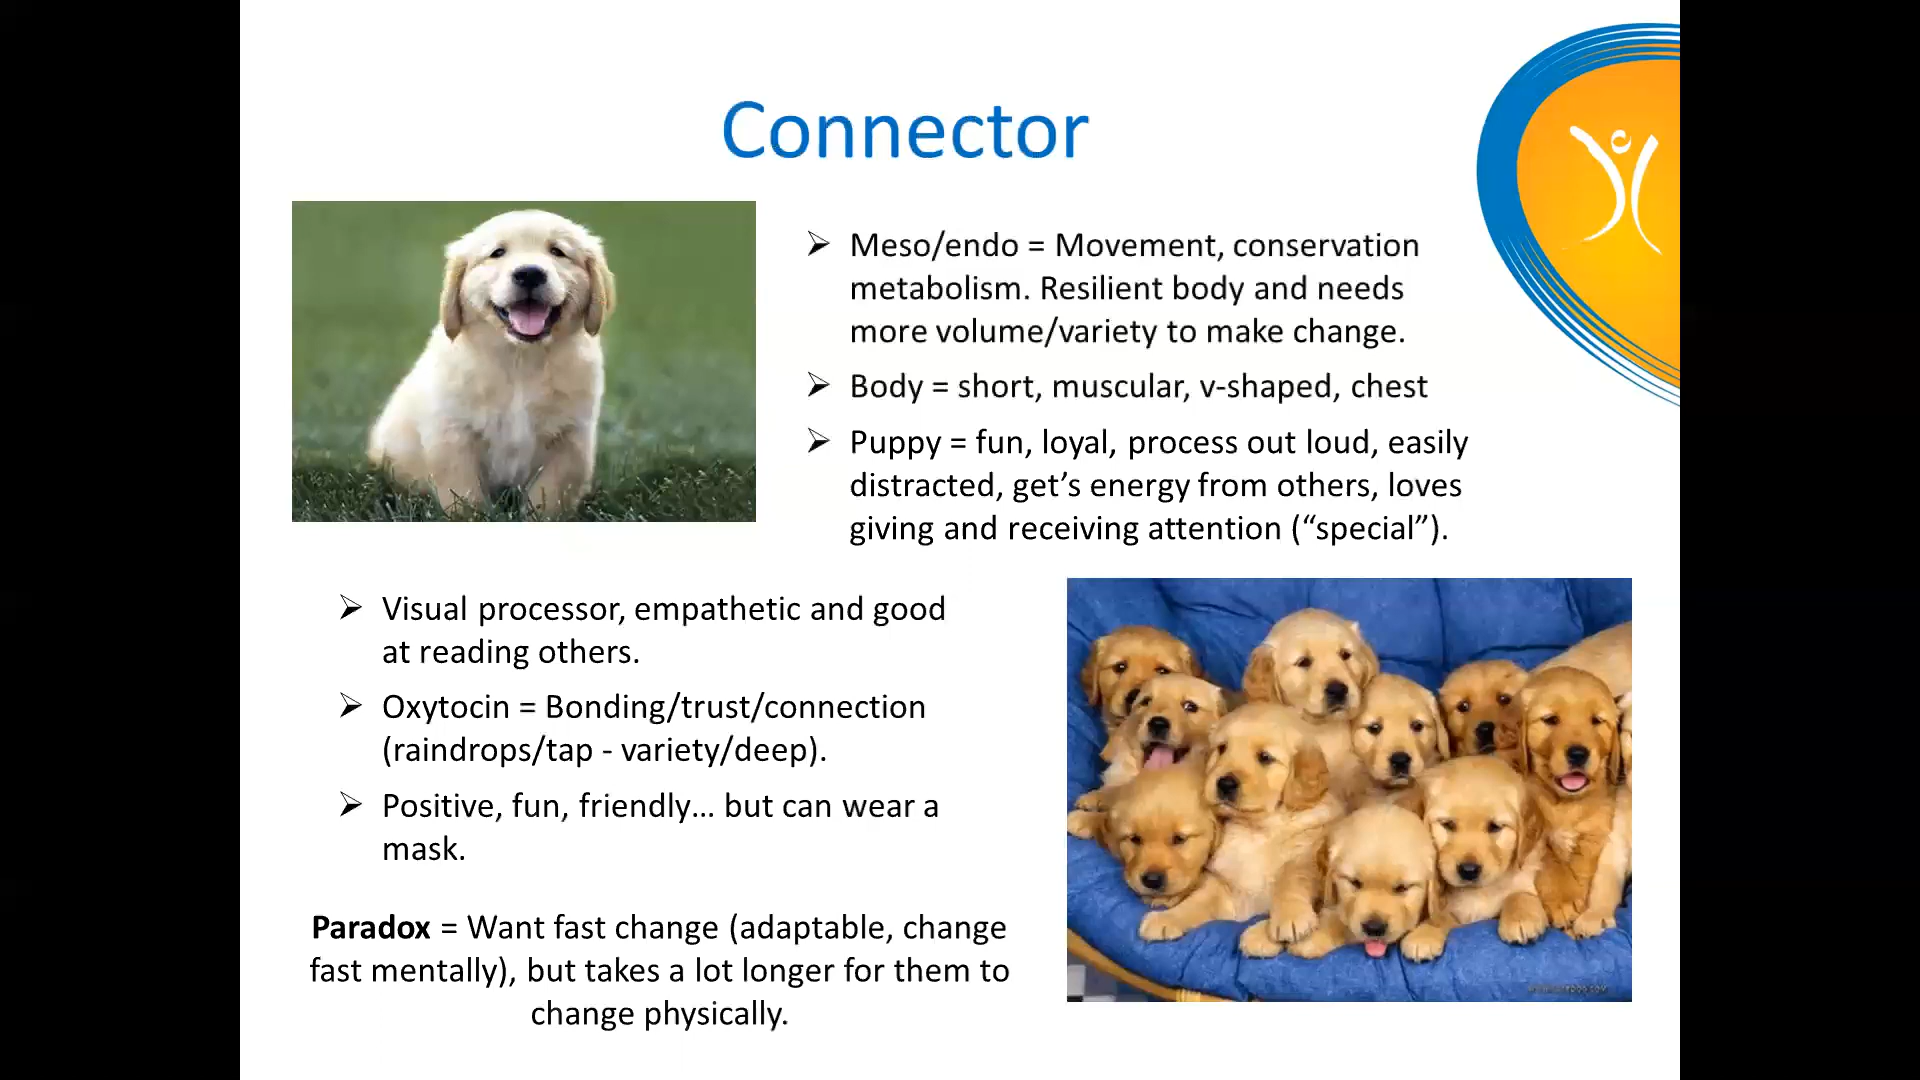 Connector
➢ Meso/endo = Movement, conservation
metabolism. Resilient body and needs
more volume/variety to make change.
➢ Body = short, muscular, v-shaped, chest
➢ Puppy = fun, loyal, process out loud, easily
distracted, get’s energy from others, loves
giving and receiving attention (“special”).
➢ Visual processor, empathetic and good
at reading others.
➢ Oxytocin = Bonding/trust/connection
(raindrops/tap - variety/deep).
➢ Positive, fun, friendly… but can wear a
mask.
Paradox = Want fast change (adaptable, change
fast mentally), but takes a lot longer for them to
change physically.